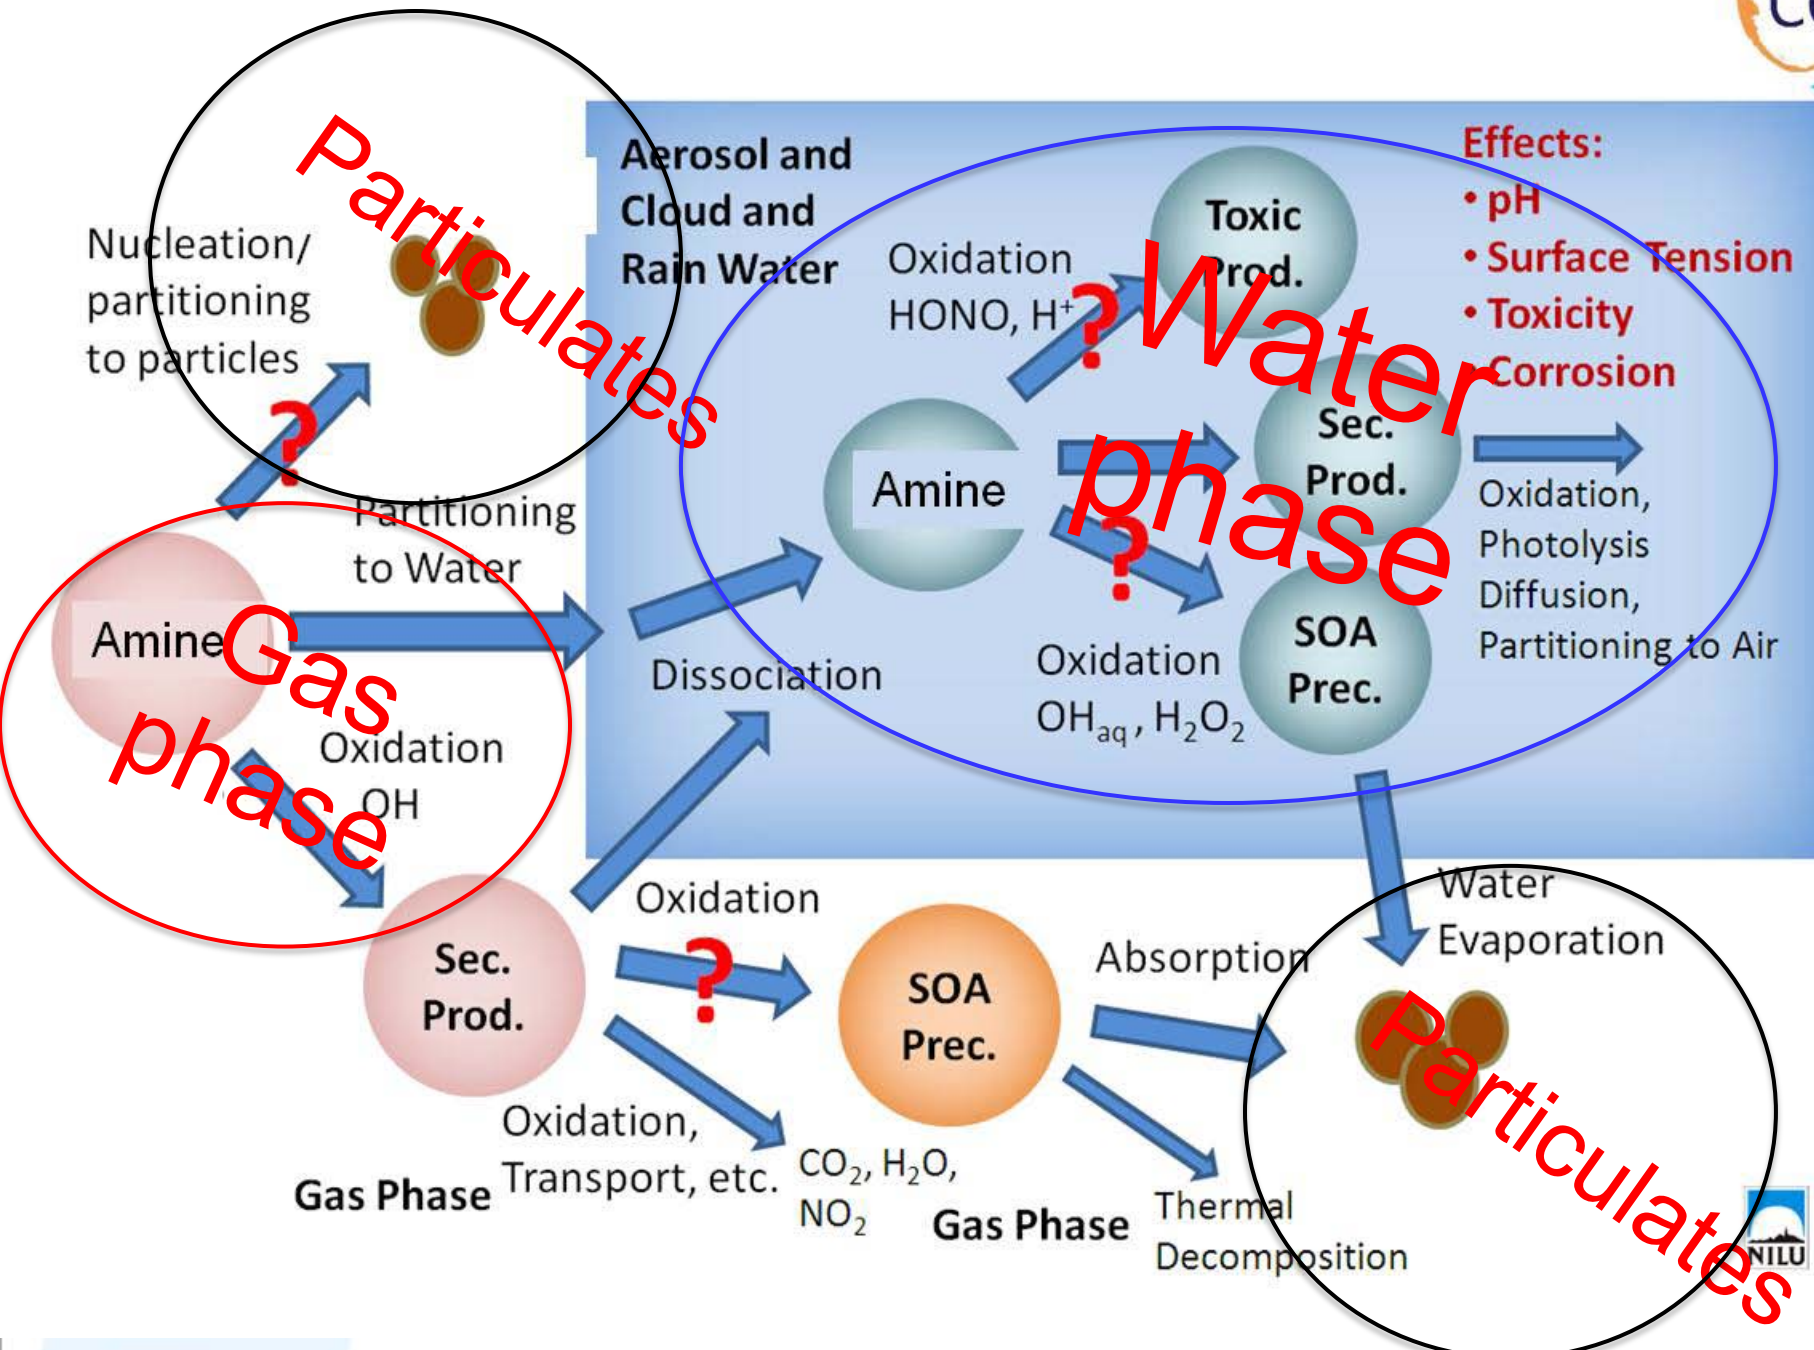 Particulates
Nucleation/
partitioning
to particles
?
Aerosol and
Cloud and
Rain Water
Oxidation
HONO, H⁺
?
Toxic
Prod.
Effects:
• pH
• Surface Tension
• Toxicity
• Corrosion
Water
phase
Amine
Sec.
Prod.
?
Oxidation,
Photolysis
Diffusion,
Partitioning to Air
SOA
Prec.
Oxidation
OHaq, H₂O₂
Partitioning
to Water
Amine
Gas
phase
Dissociation
Oxidation
OH
Sec.
Prod.
Oxidation
?
SOA
Prec.
Absorption
Water
Evaporation
Particulates
Oxidation,
Transport, etc.
Gas Phase
CO₂, H₂O,
NO₂
Gas Phase
Thermal
Decomposition
NILU